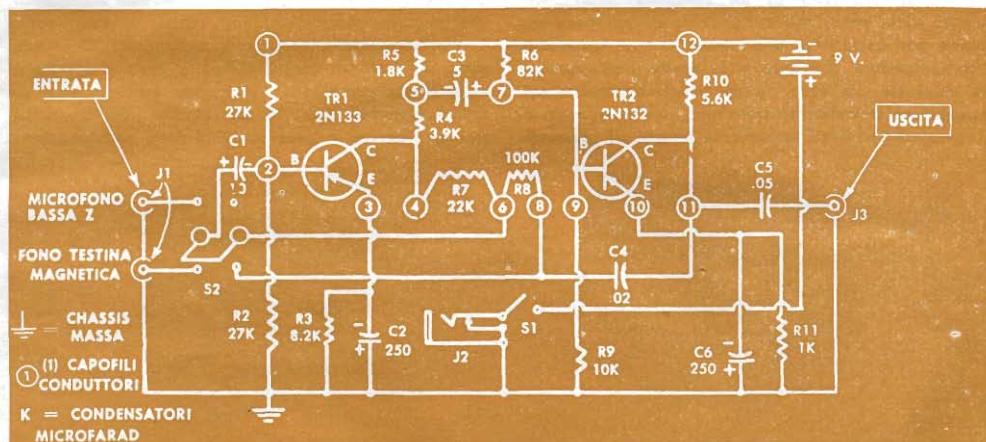 ENTRATA
MICROFONO
BASSA Z
FONO TESTINA
MAGNETICA
CHASSIS
MASSA
1
(1) CAPOFILI
CONDUTTORI
K = CONDENSATORI
MICROFARAD
J1
S2
1
R1
27K
C1
+ -
2
B
TR1
2N133
C
E
3
R2
27K
R3
8.2K
-
C2
250
+
R5
1.8K
5
C3
5
- +
R4
3.9K
4
R7
22K
6
100K
R8
8
R6
82K
7
TR2
2N132
B
C
E
9
10
11
12
R10
5.6K
C4
.02
J2
S1
R9
10K
C6
250
-
+
R11
1K
C5
.05
J3
-
9 V.
+
USCITA